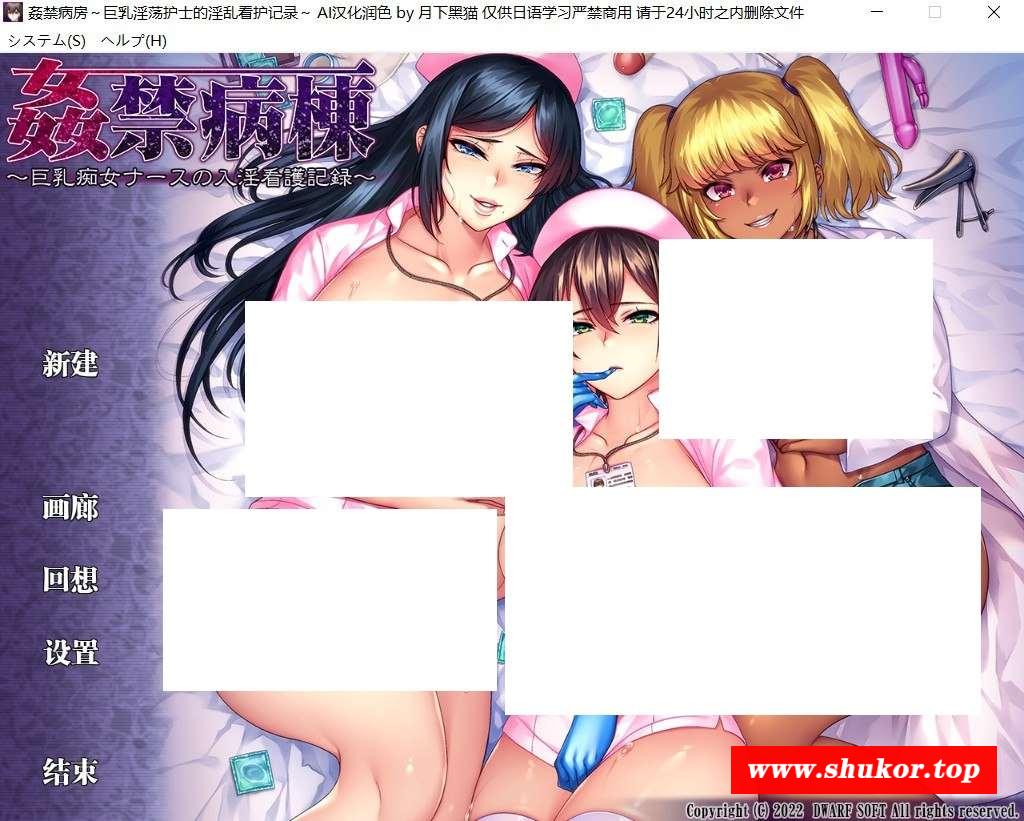 姦禁病房～巨乳淫荡护士的淫乱看护记录～ AI汉化润色 by 月下黑猫 仅供日语学习严禁商用 请于24小时之内删除文件
システム(S) ヘルプ(H)
姦禁病棟
～巨乳痴女ナースの入淫看護記録～
新建
画廊
回想
设置
结束
www.shukor.top
Copyright (C) 2022 DWARF SOFT All rights reserved.